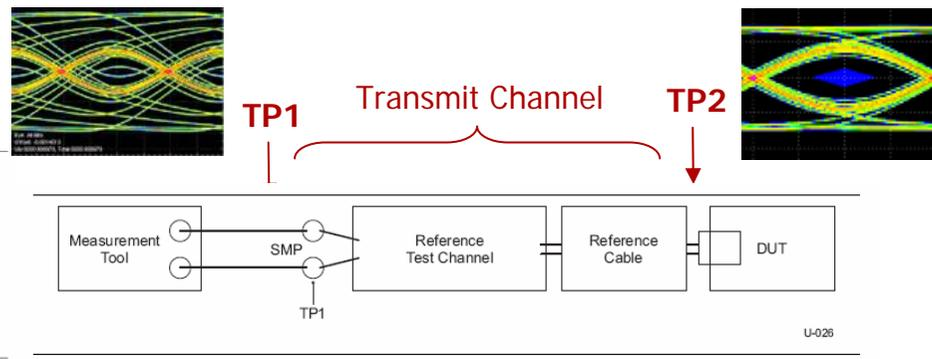 TP1
Transmit Channel
TP2
Measurement
Tool
SMP
Reference
Test Channel
Reference
Cable
DUT
TP1
U-026